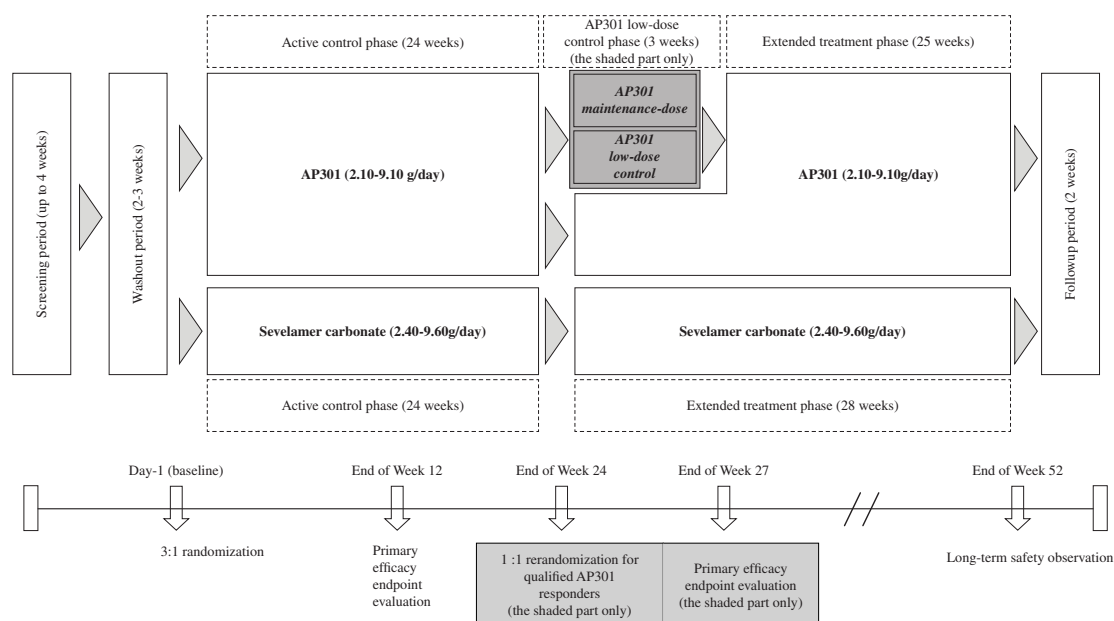 Active control phase (24 weeks)
AP301 low-dose
control phase (3 weeks)
(the shaded part only)
Extended treatment phase (25 weeks)
Screening period (up to 4 weeks)
Washout period (2-3 weeks)
AP301 (2.10-9.10 g/day)
AP301
maintenance-dose
AP301
low-dose
control
AP301 (2.10-9.10g/day)
Followup period (2 weeks)
Sevelamer carbonate (2.40-9.60g/day)
Sevelamer carbonate (2.40-9.60g/day)
Active control phase (24 weeks)
Extended treatment phase (28 weeks)
Day-1 (baseline)
End of Week 12
End of Week 24
End of Week 27
End of Week 52
3:1 randomization
Primary
efficacy
endpoint
evaluation
1 :1 rerandomization for
qualified AP301
responders
(the shaded part only)
Primary efficacy
endpoint evaluation
(the shaded part only)
Long-term safety observation